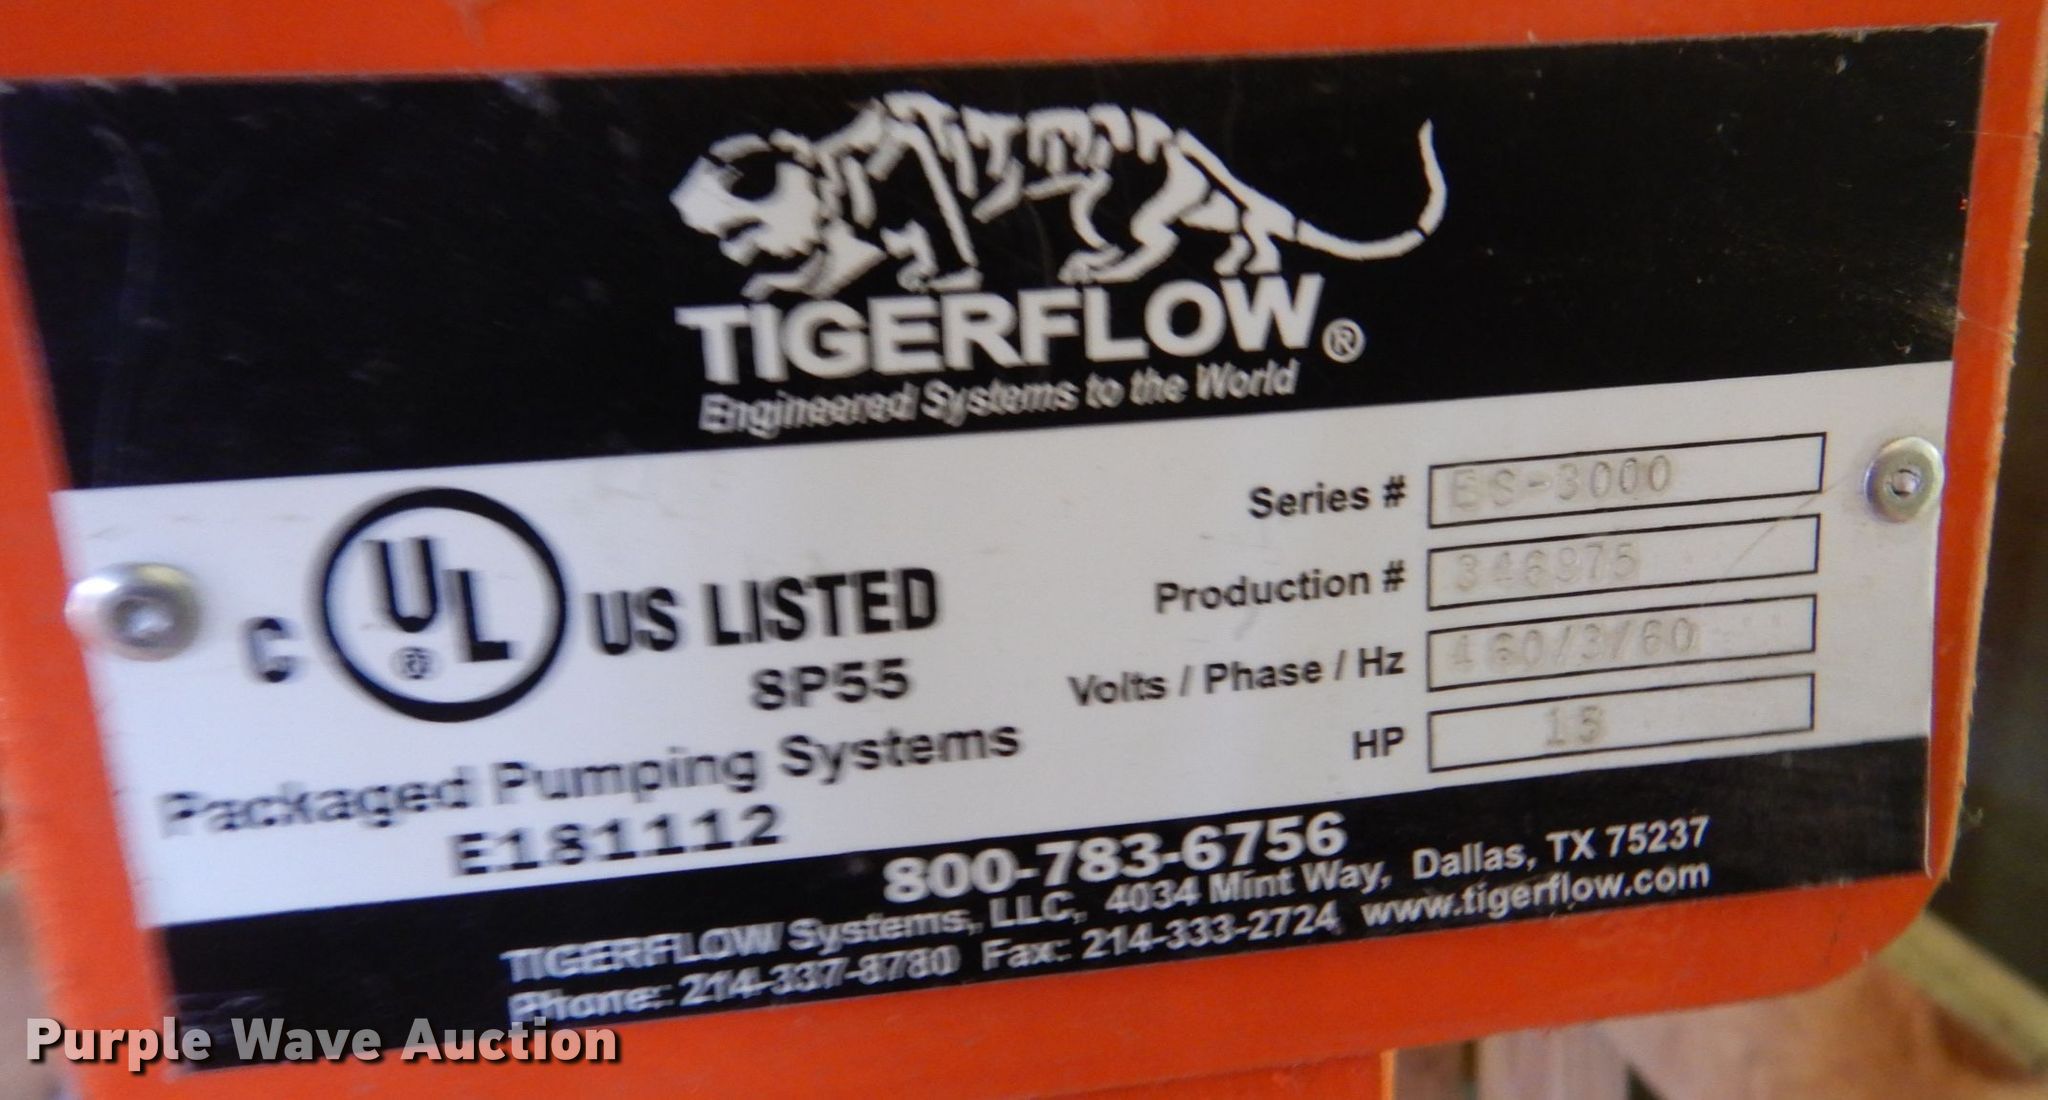 TIGERFLOW®
Engineered Systems to the World
C UL® US LISTED
8P55
Packaged Pumping Systems
E181112
Series # ES-3000
Production # 346975
Volts / Phase / Hz 460/3/60
HP 15
800-783-6756
TIGERFLOW Systems, LLC, 4034 Mint Way, Dallas, TX 75237
Phone: 214-337-8780 Fax: 214-333-2724 www.tigerflow.com
Purple Wave Auction